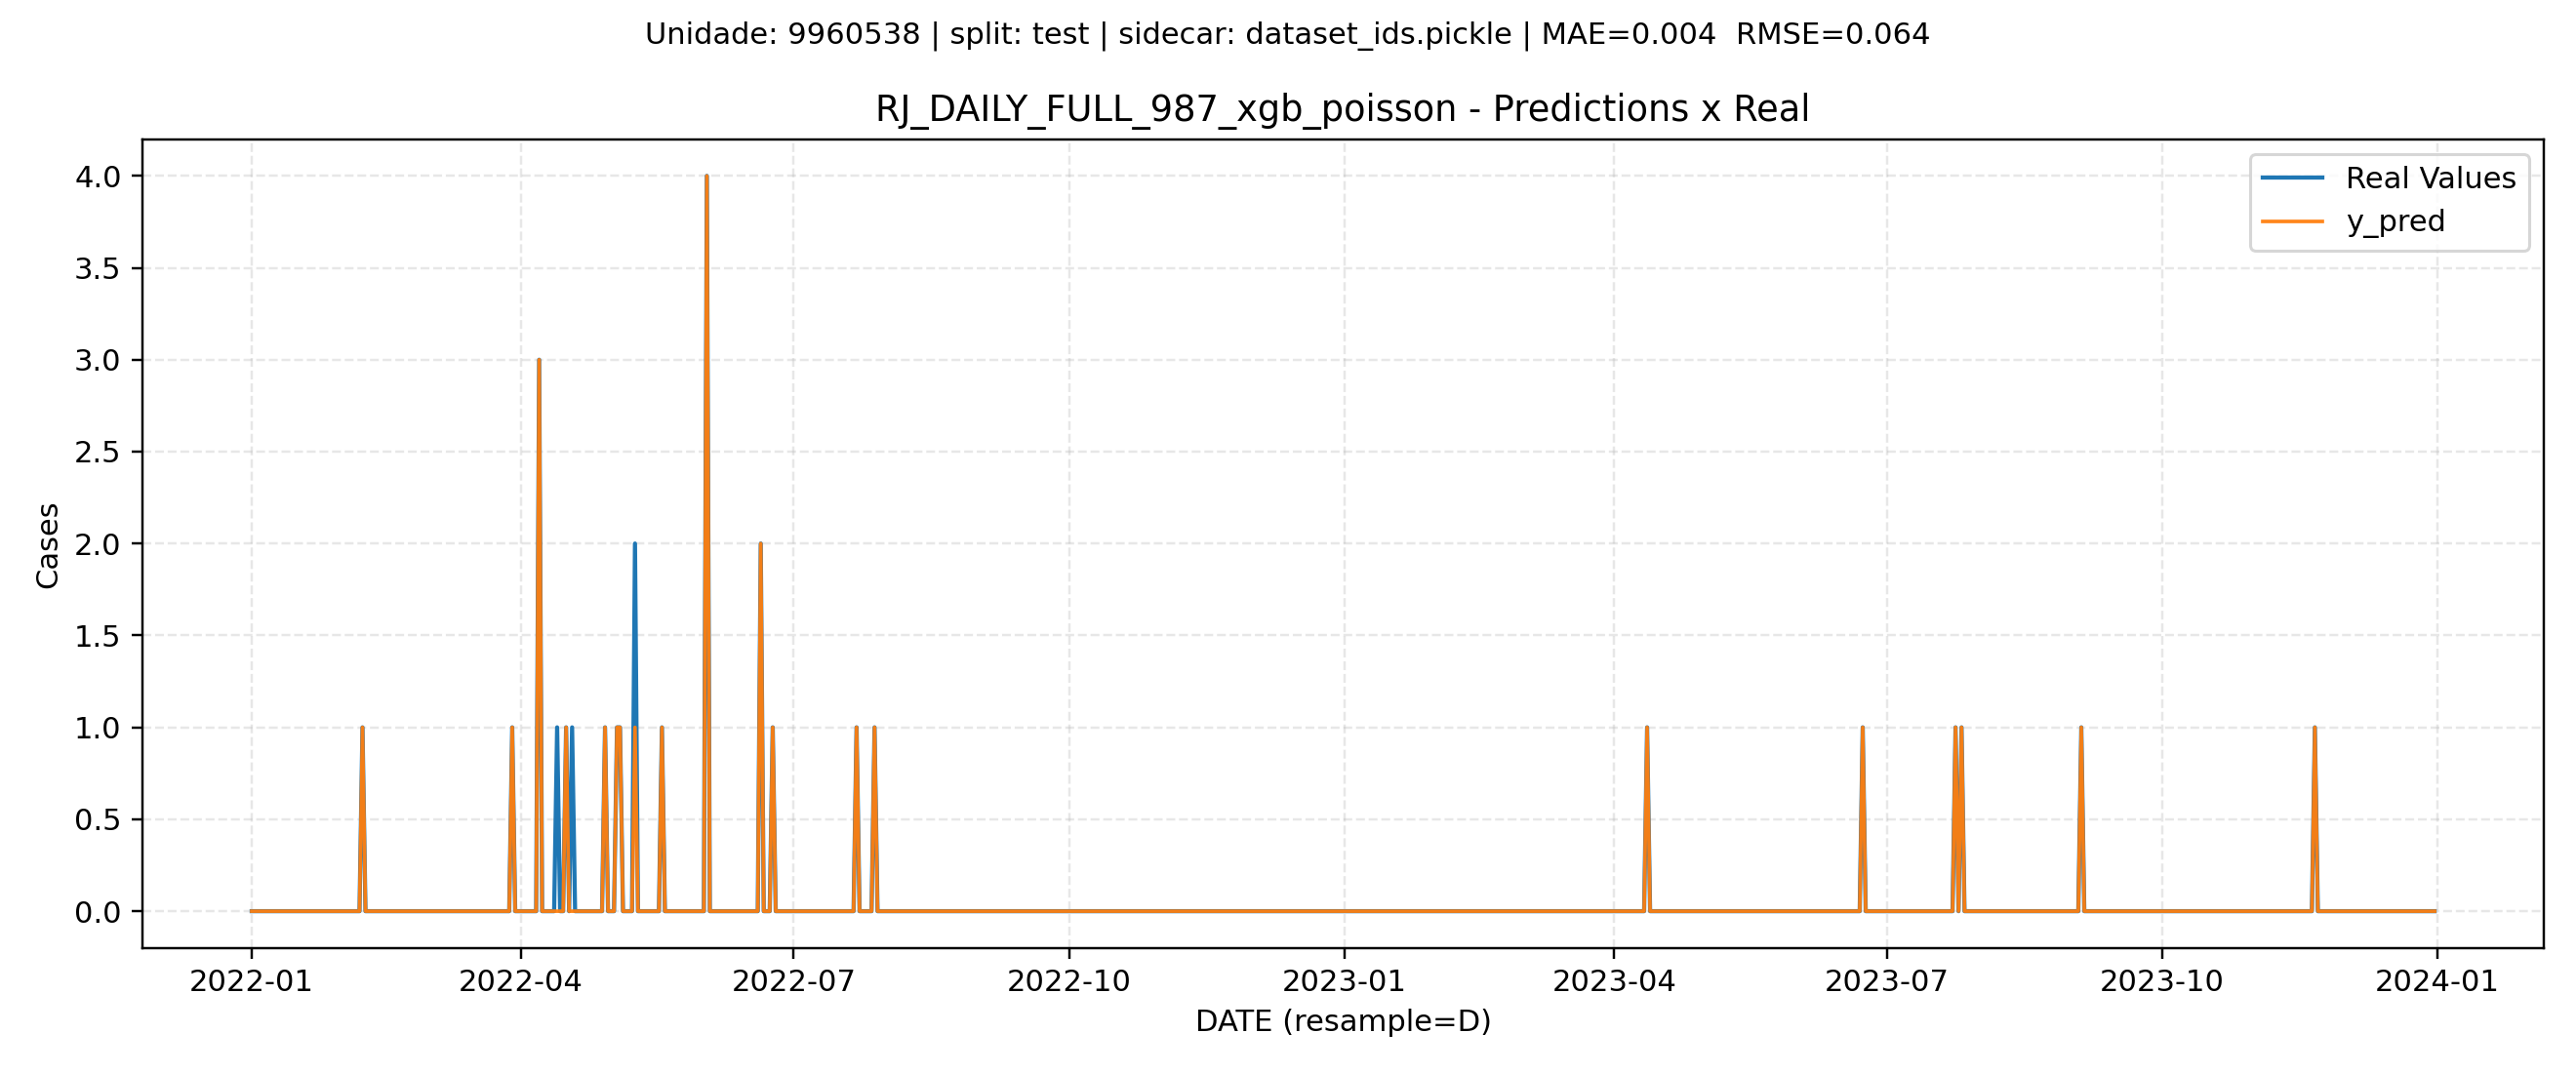 Unidade: 9960538 | split: test | sidecar: dataset_ids.pickle | MAE=0.004  RMSE=0.064
RJ_DAILY_FULL_987_xgb_poisson - Predictions x Real
Real Values
y_pred
Cases
4.0
3.5
3.0
2.5
2.0
1.5
1.0
0.5
0.0
2022-01 2022-04 2022-07 2022-10 2023-01 2023-04 2023-07 2023-10 2024-01
DATE (resample=D)